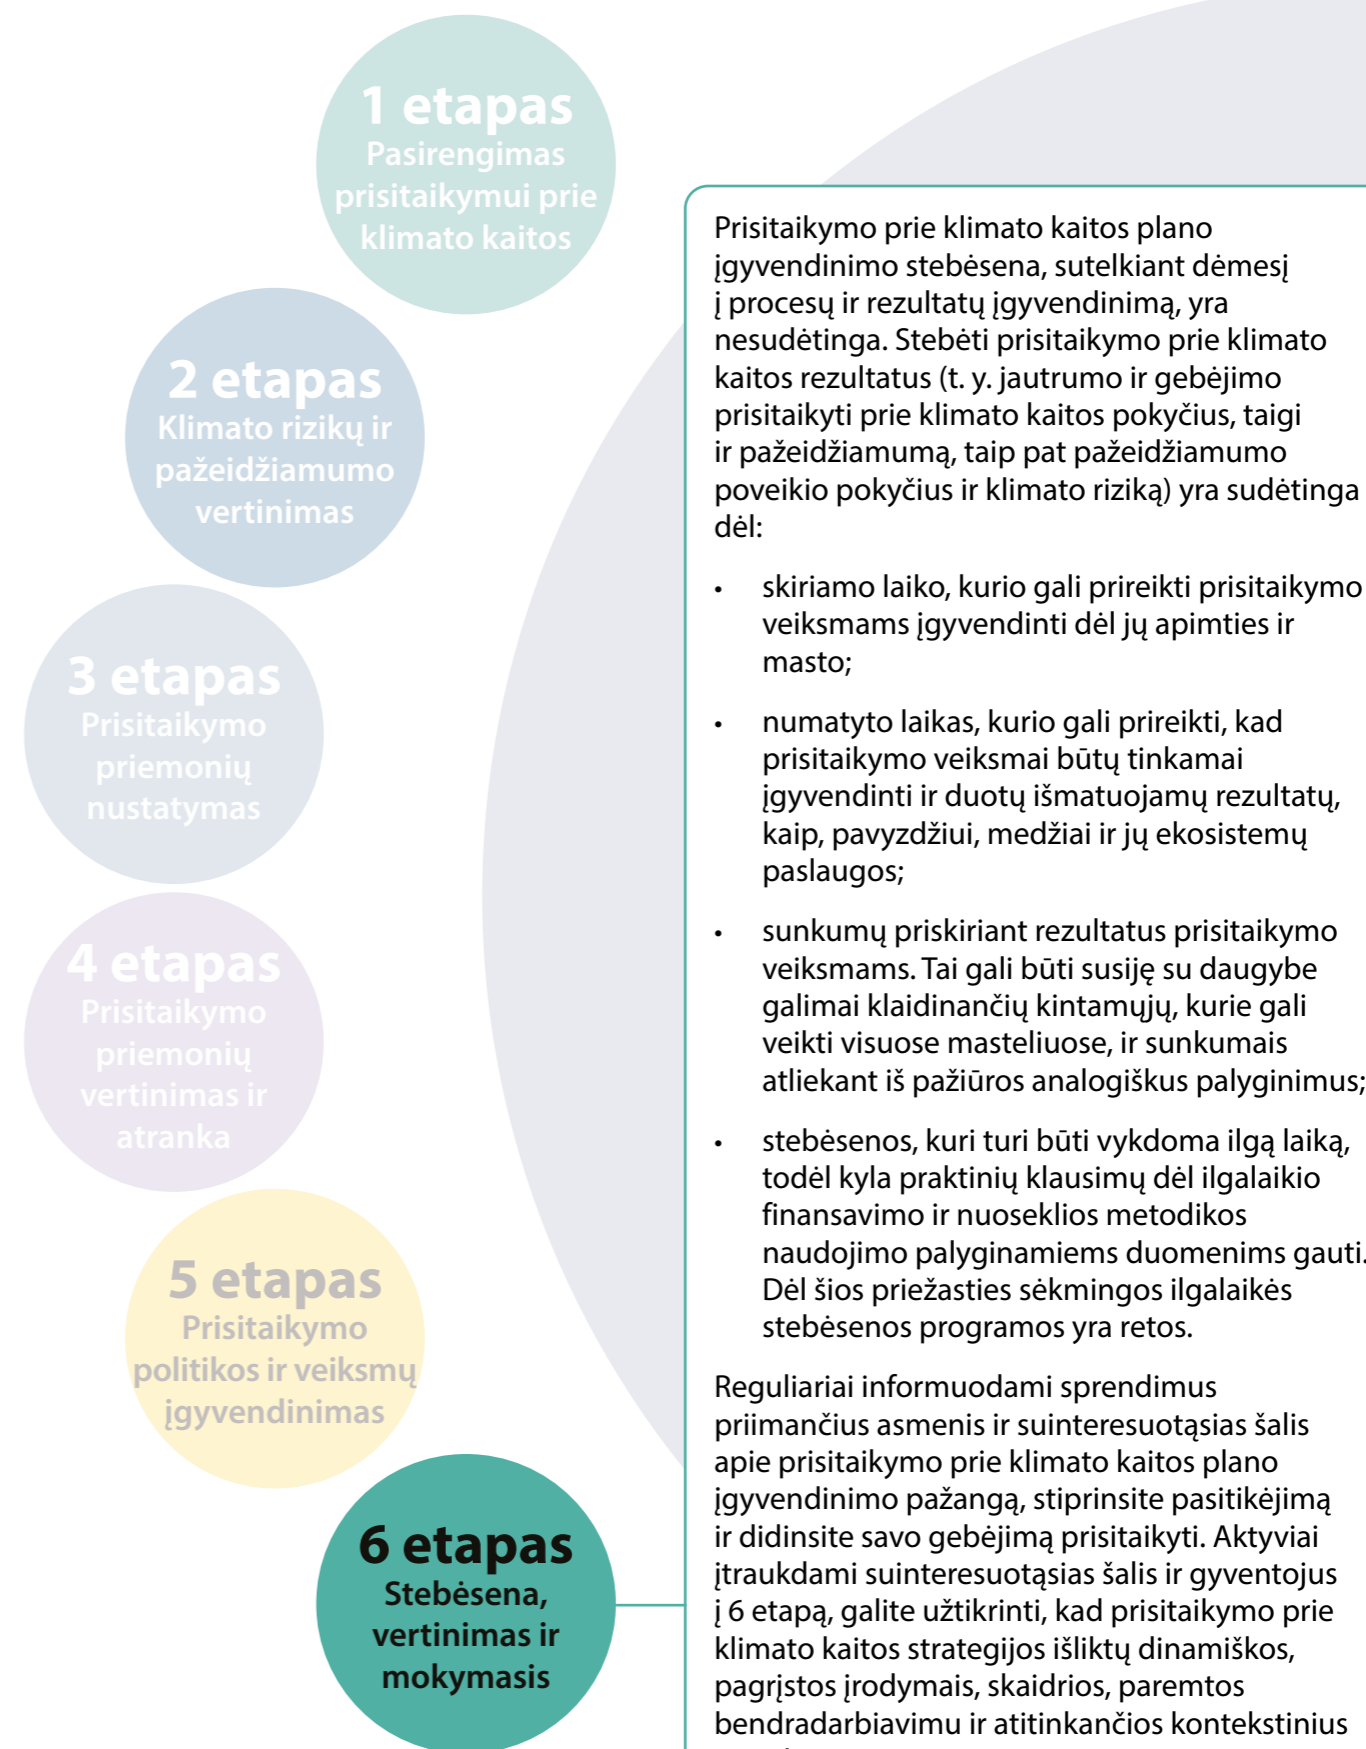 1 etapas
Pasirengimas
prisitaikymui prie
klimato kaitos
2 etapas
Klimato rizikų ir
pažeidžiamumo
vertinimas
3 etapas
Prisitaikymo
priemonių
nustatymas
4 etapas
Prisitaikymo
priemonių
vertinimas ir
atranka
5 etapas
Prisitaikymo
politikos ir veiksmų
įgyvendinimas
6 etapas
Stebėsena,
vertinimas ir
mokymasis
Prisitaikymo prie klimato kaitos plano
įgyvendinimo stebėsena, sutelkiant dėmesį
į procesų ir rezultatų įgyvendinimą, yra
nesudėtinga. Stebėti prisitaikymo prie klimato
kaitos rezultatus (t. y. jautrumo ir gebėjimo
prisitaikyti prie klimato kaitos pokyčius, taigi
ir pažeidžiamumą, taip pat pažeidžiamumo
poveikio pokyčius ir klimato riziką) yra sudėtinga
dėl:
• skiriamo laiko, kurio gali prireikti prisitaikymo
veiksmams įgyvendinti dėl jų apimties ir
masto;
• numatyto laikas, kurio gali prireikti, kad
prisitaikymo veiksmai būtų tinkamai
įgyvendinti ir duotų išmatuojamų rezultatų,
kaip, pavyzdžiui, medžiai ir jų ekosistemų
paslaugos;
• sunkumų priskiriant rezultatus prisitaikymo
veiksmams. Tai gali būti susiję su daugybe
galimai klaidinančių kintamųjų, kurie gali
veikti visuose masteliuose, ir sunkumais
atliekant iš pažiūros analogiškus palyginimus;
• stebėsenos, kuri turi būti vykdoma ilgą laiką,
todėl kyla praktinių klausimų dėl ilgalaikio
finansavimo ir nuoseklios metodikos
naudojimo palyginamiems duomenims gauti.
Dėl šios priežasties sėkmingos ilgalaikės
stebėsenos programos yra retos.
Reguliariai informuodami sprendimus
priimančius asmenis ir suinteresuotąsias šalis
apie prisitaikymo prie klimato kaitos plano
įgyvendinimo pažangą, stiprinsite pasitikėjimą
ir didinsite savo gebėjimą prisitaikyti. Aktyviai
įtraukdami suinteresuotąsias šalis ir gyventojus
į 6 etapą, galite užtikrinti, kad prisitaikymo prie
klimato kaitos strategijos išliktų dinamiškos,
pagrįstos įrodymais, skaidrios, paremtos
bendradarbiavimu ir atitinkančios kontekstinius